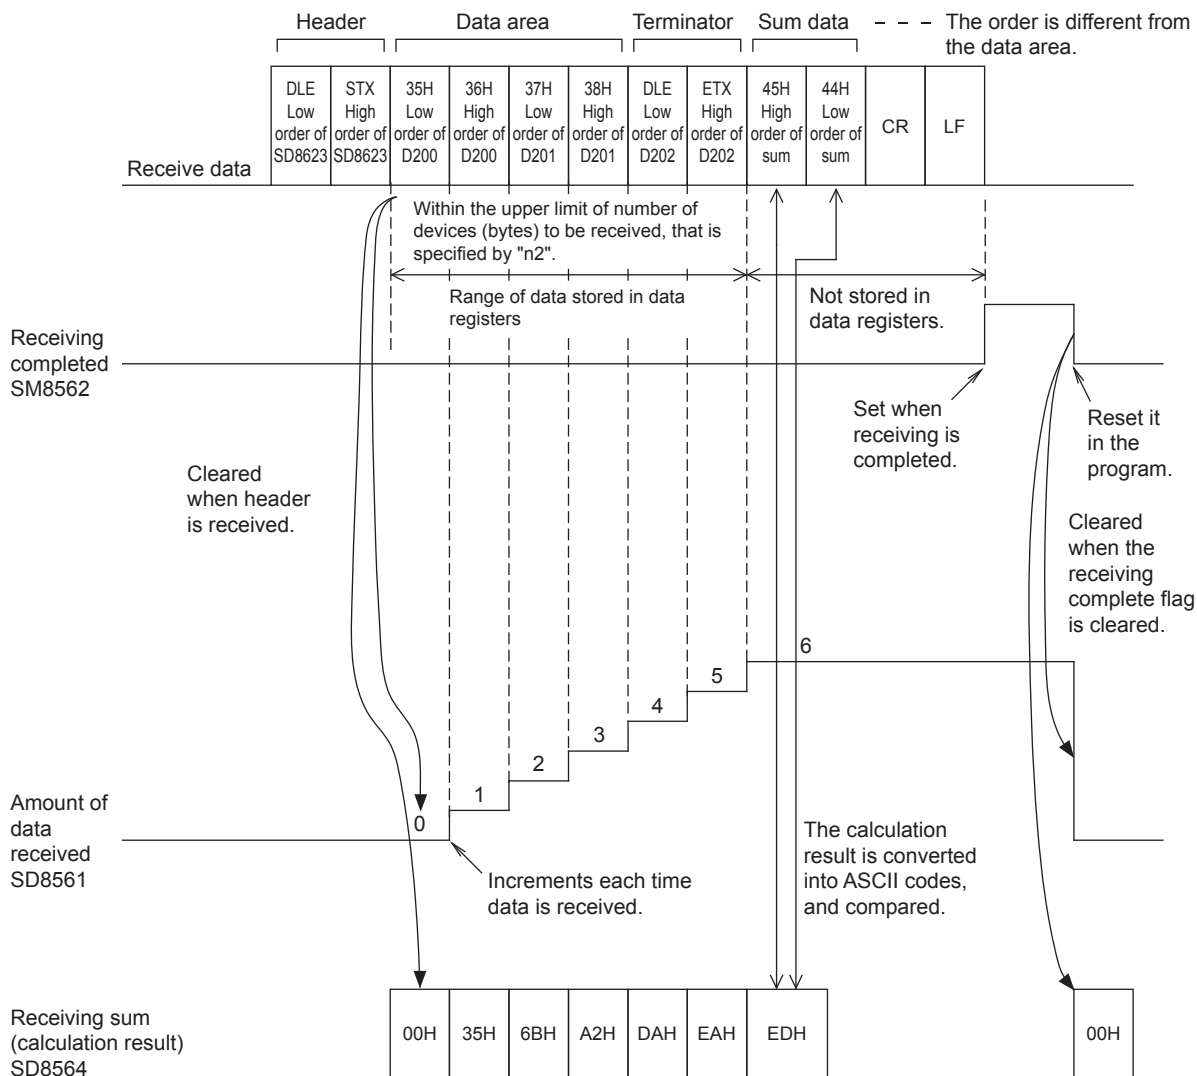 Header
Data area
Terminator
Sum data
The order is different from
the data area.
DLE
Low
order of
SD8623
STX
High
order of
SD8623
35H
Low
order of
D200
36H
High
order of
D200
37H
Low
order of
D201
38H
High
order of
D201
DLE
Low
order of
D202
ETX
High
order of
D202
45H
High
order of
sum
44H
Low
order of
sum
CR
LF
Receive data
Within the upper limit of number of
devices (bytes) to be received, that is
specified by "n2".
Range of data stored in data
registers
Not stored in
data registers.
Receiving
completed
SM8562
Set when
receiving is
completed.
Reset it
in the
program.
Cleared
when header
is received.
Cleared
when the
receiving
complete flag
is cleared.
6
5
4
3
2
1
0
Amount of
data
received
SD8561
Increments each time
data is received.
The calculation
result is converted
into ASCII codes,
and compared.
Receiving sum
(calculation result)
SD8564
00H
35H
6BH
A2H
DAH
EAH
EDH
00H